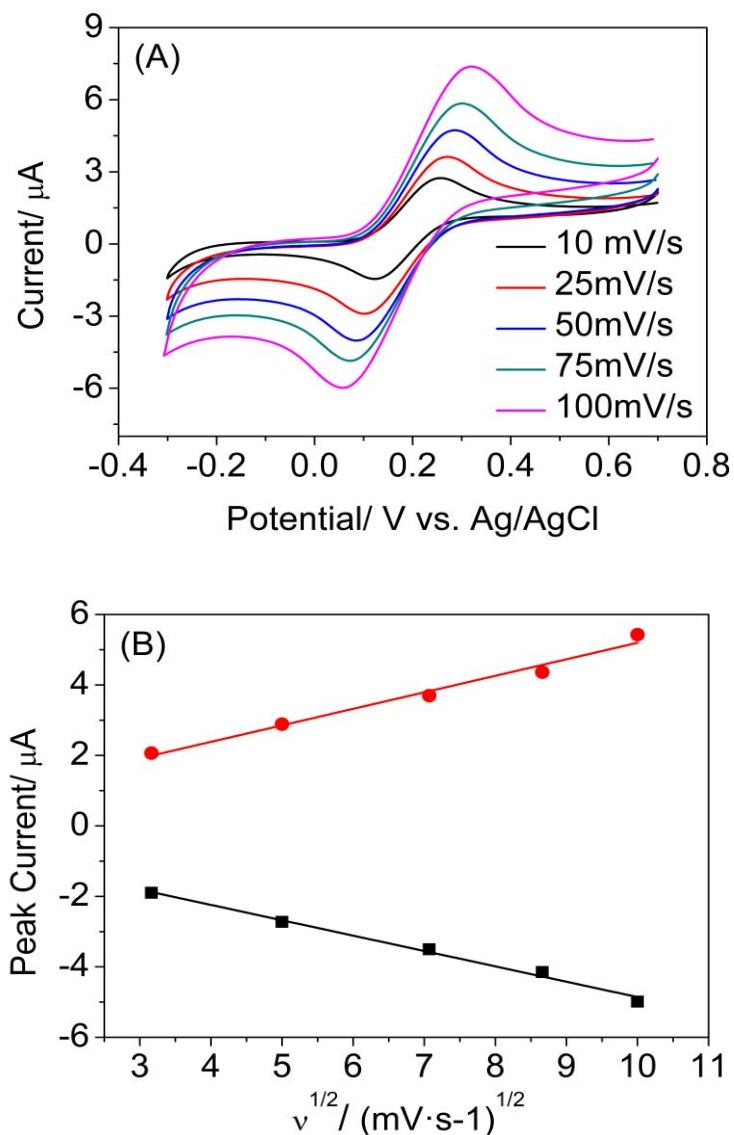 (A)
9
6
3
0
-3
-6
Current/ μA
10 mV/s
25mV/s
50mV/s
75mV/s
100mV/s
-0.4 -0.2 0.0 0.2 0.4 0.6 0.8
Potential/ V vs. Ag/AgCl
(B)
6
4
2
0
-2
-4
-6
Peak Current/ μA
3 4 5 6 7 8 9 10 11
ν^1/2/ (mV·s-1)^1/2